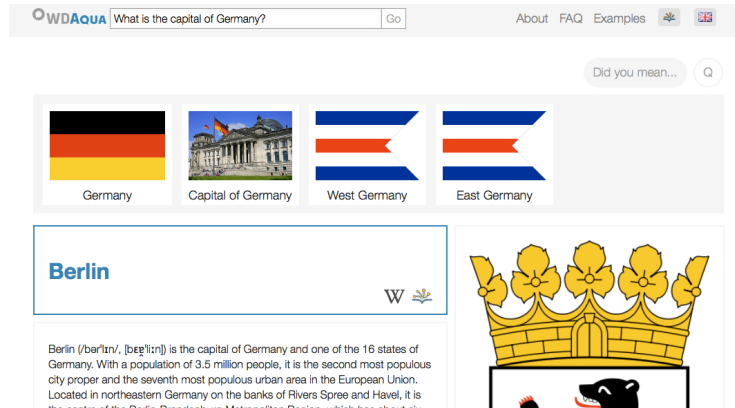 WDAQUA What is the capital of Germany? Go About FAQ Examples
Did you mean... Q
Germany Capital of Germany West Germany East Germany
Berlin
W
Berlin (/bərˈlɪn/, [bɛɐ̯ˈliːn]) is the capital of Germany and one of the 16 states of
Germany. With a population of 3.5 million people, it is the second most populous
city proper and the seventh most populous urban area in the European Union.
Located in northeastern Germany on the banks of Rivers Spree and Havel, it is